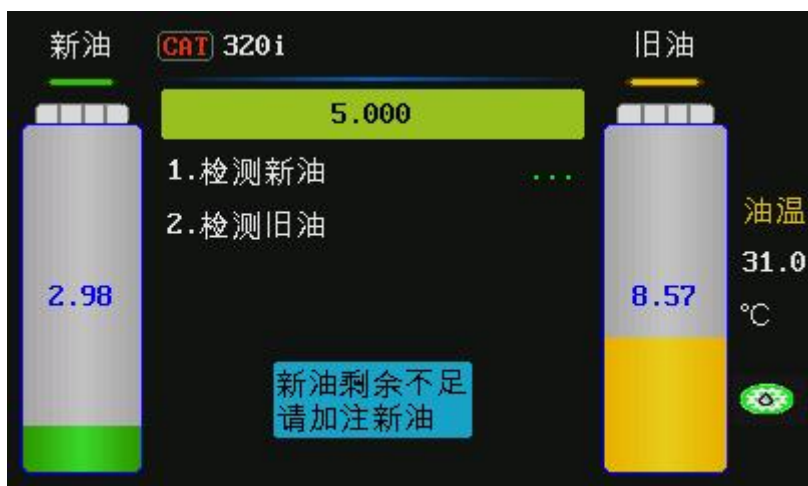 新油
CAT 320i
旧油
5.000
1.检测新油 ...
2.检测旧油
油温
31.0
℃
2.98
8.57
新油剩余不足
请加注新油